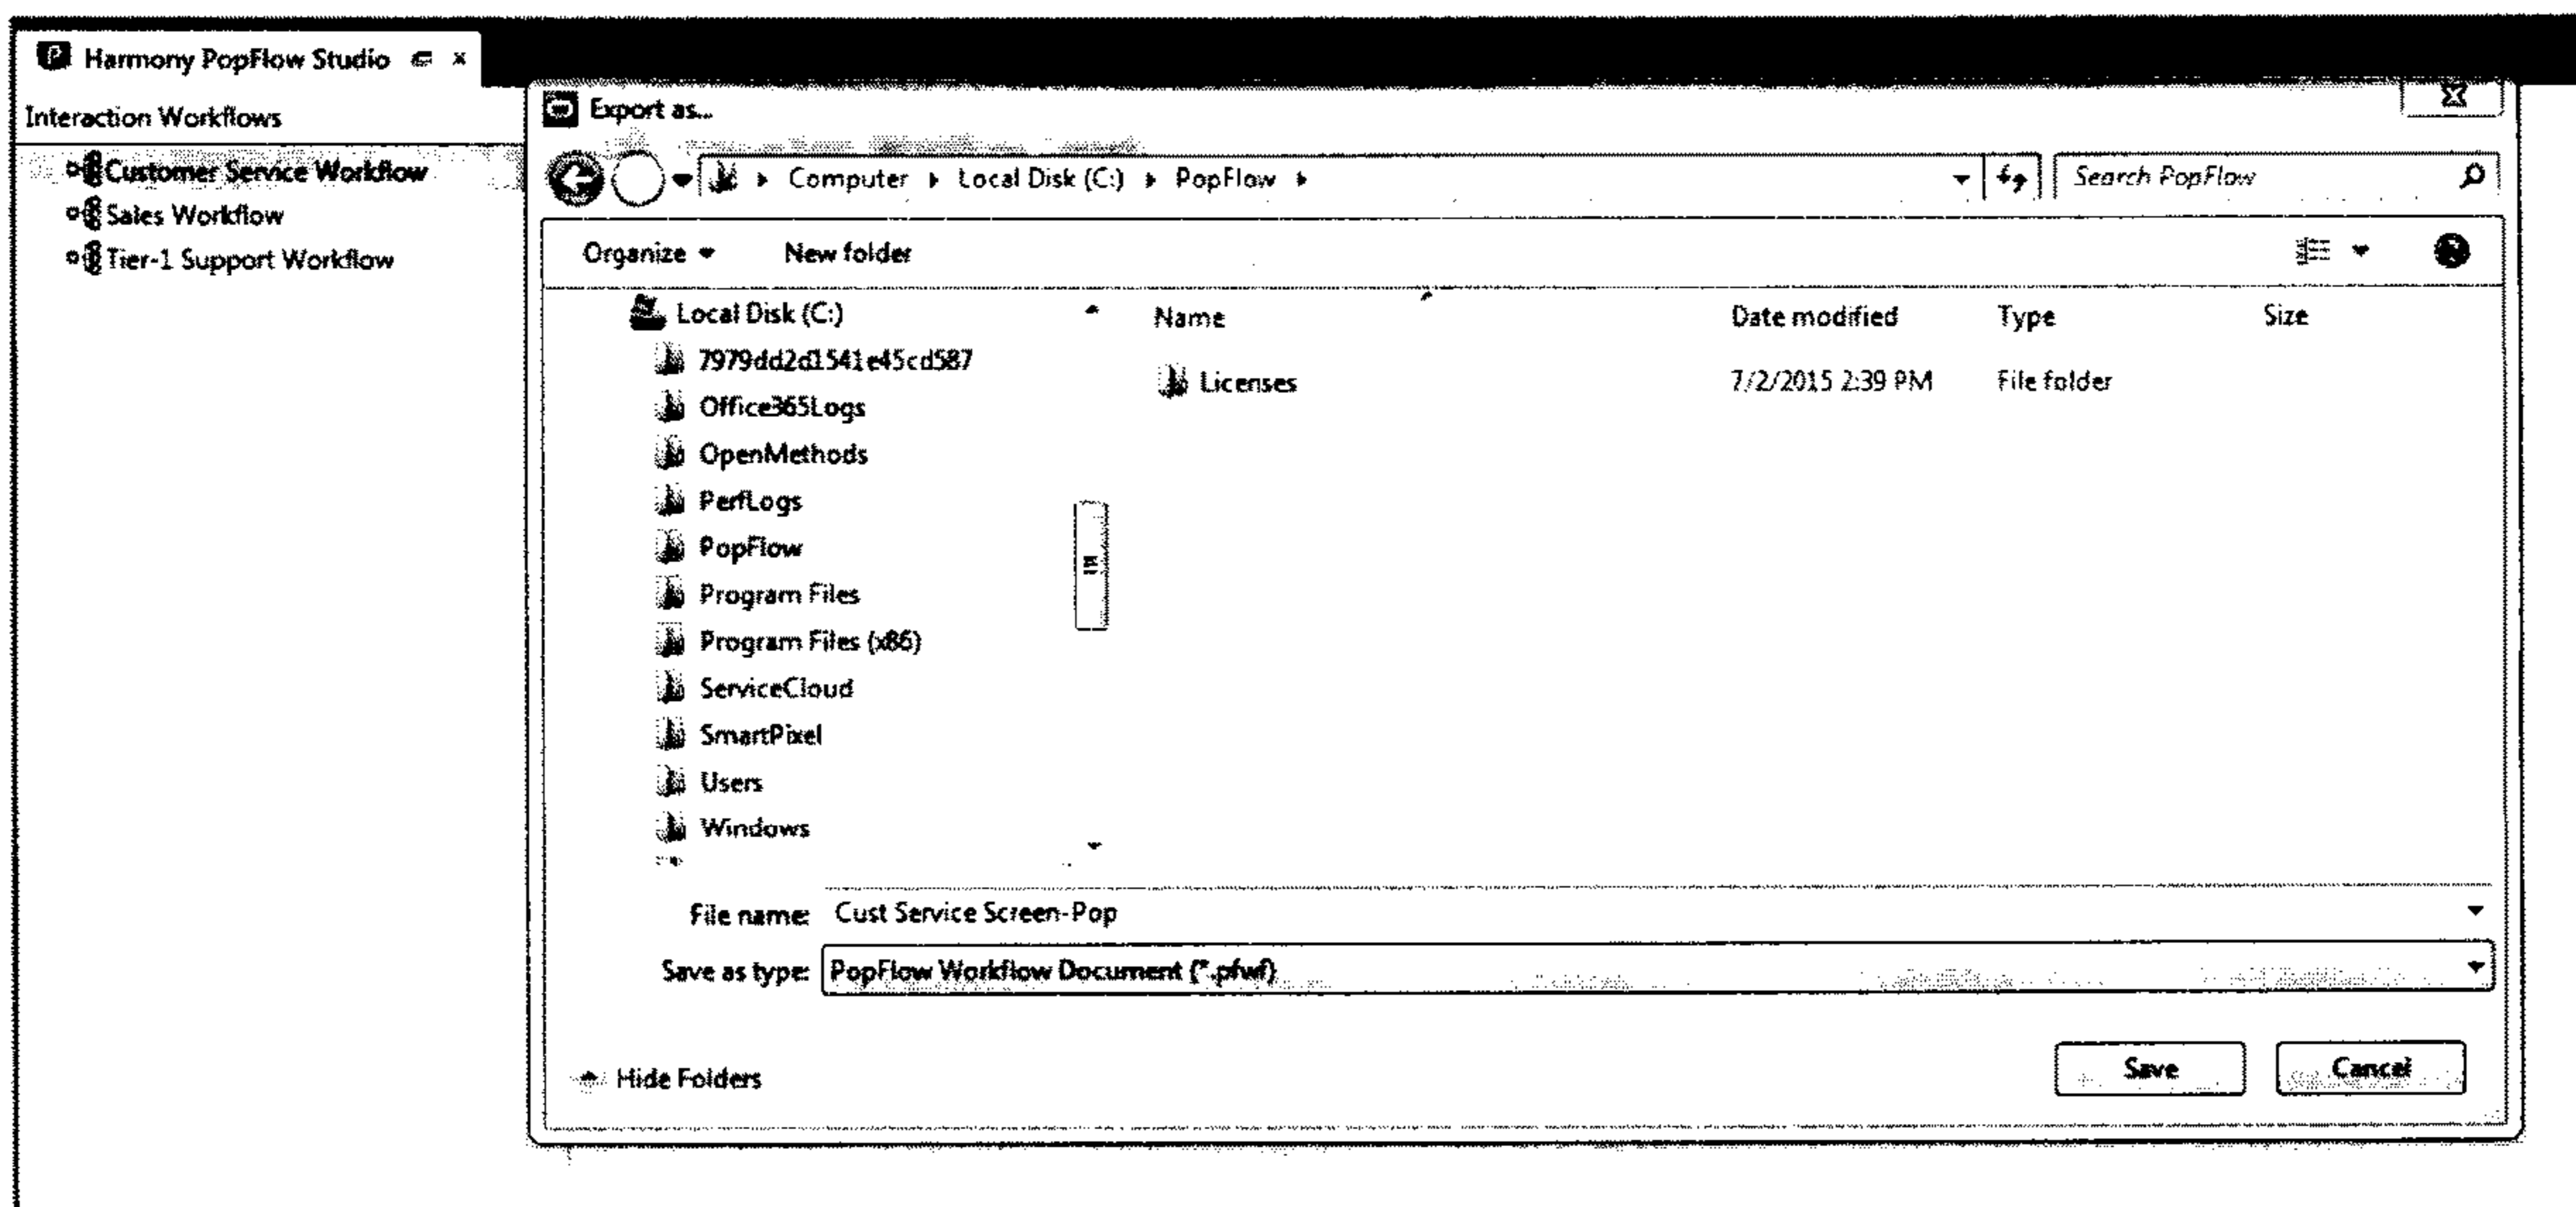 Harmony PopFlow Studio
Interaction Workflows
Customer Service Workflow
Sales Workflow
Tier-1 Support Workflow
Export as...
Computer Local Disk (C:) PopFlow
Search PopFlow
Organize New folder
Name Date modified Type Size
Licenses 7/2/2015 2:39 PM File folder
Local Disk (C:)
7979dd2d1541e45cd587
Office365Logs
OpenMethods
PerfLogs
PopFlow
Program Files
Program Files (x86)
ServiceCloud
SmartPixel
Users
Windows
File name: Cust Service Screen-Pop
Save as type: PopFlow Workflow Document (*.pfwf)
Hide Folders
Save Cancel